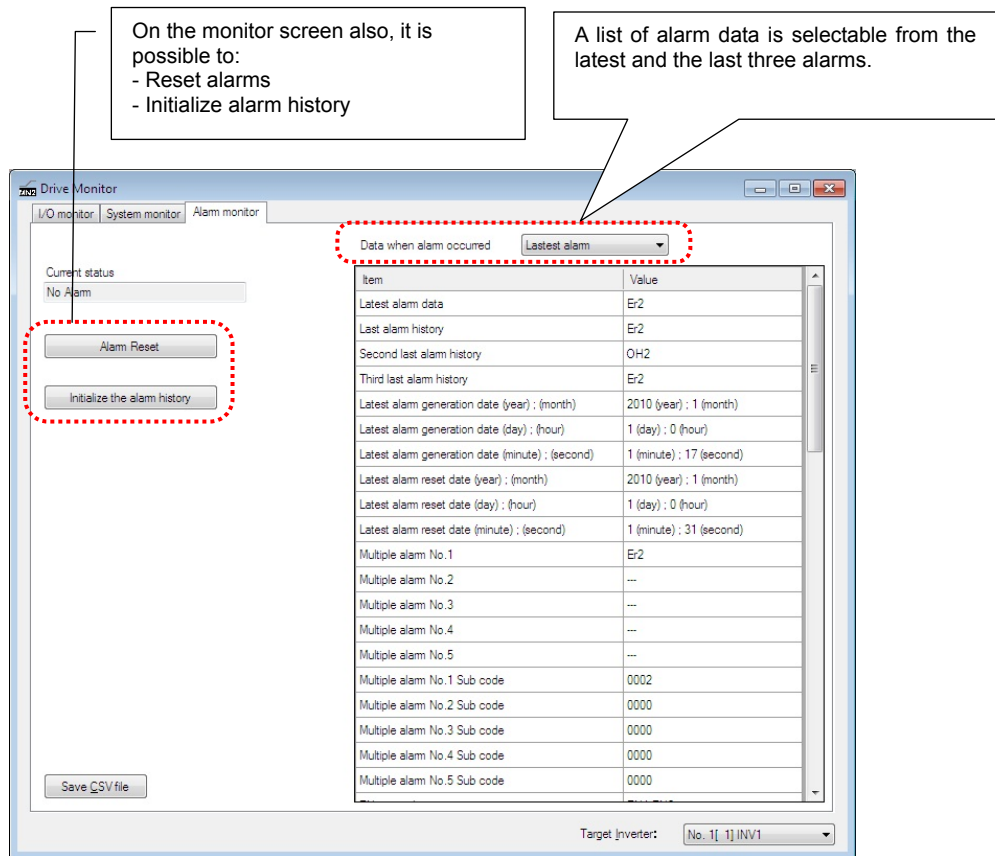 On the monitor screen also, it is
possible to:
- Reset alarms
- Initialize alarm history
A list of alarm data is selectable from the
latest and the last three alarms.
Drive Monitor
I/O monitor System monitor Alarm monitor
Data when alarm occurred Lastest alarm
Current status
No Alarm
Alarm Reset
Initialize the alarm history
Item Value
Latest alarm data Er2
Last alarm history Er2
Second last alarm history OH2
Third last alarm history Er2
Latest alarm generation date (year) ; (month) 2010 (year) ; 1 (month)
Latest alarm generation date (day) ; (hour) 1 (day) ; 0 (hour)
Latest alarm generation date (minute) ; (second) 1 (minute) ; 17 (second)
Latest alarm reset date (year) ; (month) 2010 (year) ; 1 (month)
Latest alarm reset date (day) ; (hour) 1 (day) ; 0 (hour)
Latest alarm reset date (minute) ; (second) 1 (minute) ; 31 (second)
Multiple alarm No.1 Er2
Multiple alarm No.2 ---
Multiple alarm No.3 ---
Multiple alarm No.4 ---
Multiple alarm No.5 ---
Multiple alarm No.1 Sub code 0002
Multiple alarm No.2 Sub code 0000
Multiple alarm No.3 Sub code 0000
Multiple alarm No.4 Sub code 0000
Multiple alarm No.5 Sub code 0000
Save CSV file
Target Inverter: No. 1[ 1] INV1